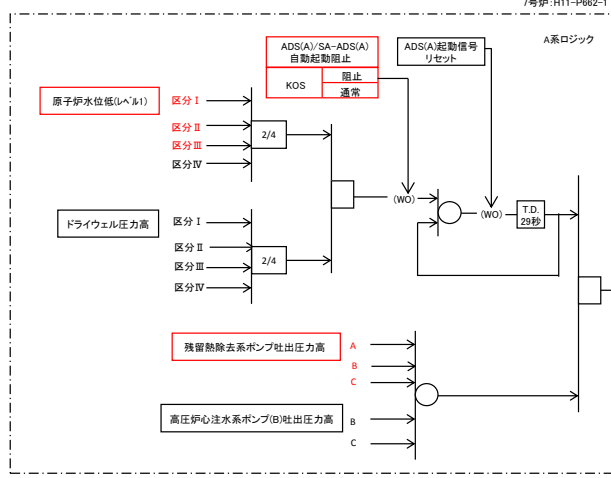 7号炉：H11-P662-1
A系ロジック
ADS(A)/SA-ADS(A)
自動起動阻止
KOS
阻止
通常
ADS(A)起動信号
リセット
原子炉水位低(レベル1)
区分Ⅰ
区分Ⅱ
区分Ⅲ
区分Ⅳ
2/4
(WO)
(WO)
T.D.
29秒
ドライウェル圧力高
区分Ⅰ
区分Ⅱ
区分Ⅲ
区分Ⅳ
2/4
残留熱除去系ポンプ吐出圧力高
A
B
C
高圧炉心注水系ポンプ(B)吐出圧力高
B
C